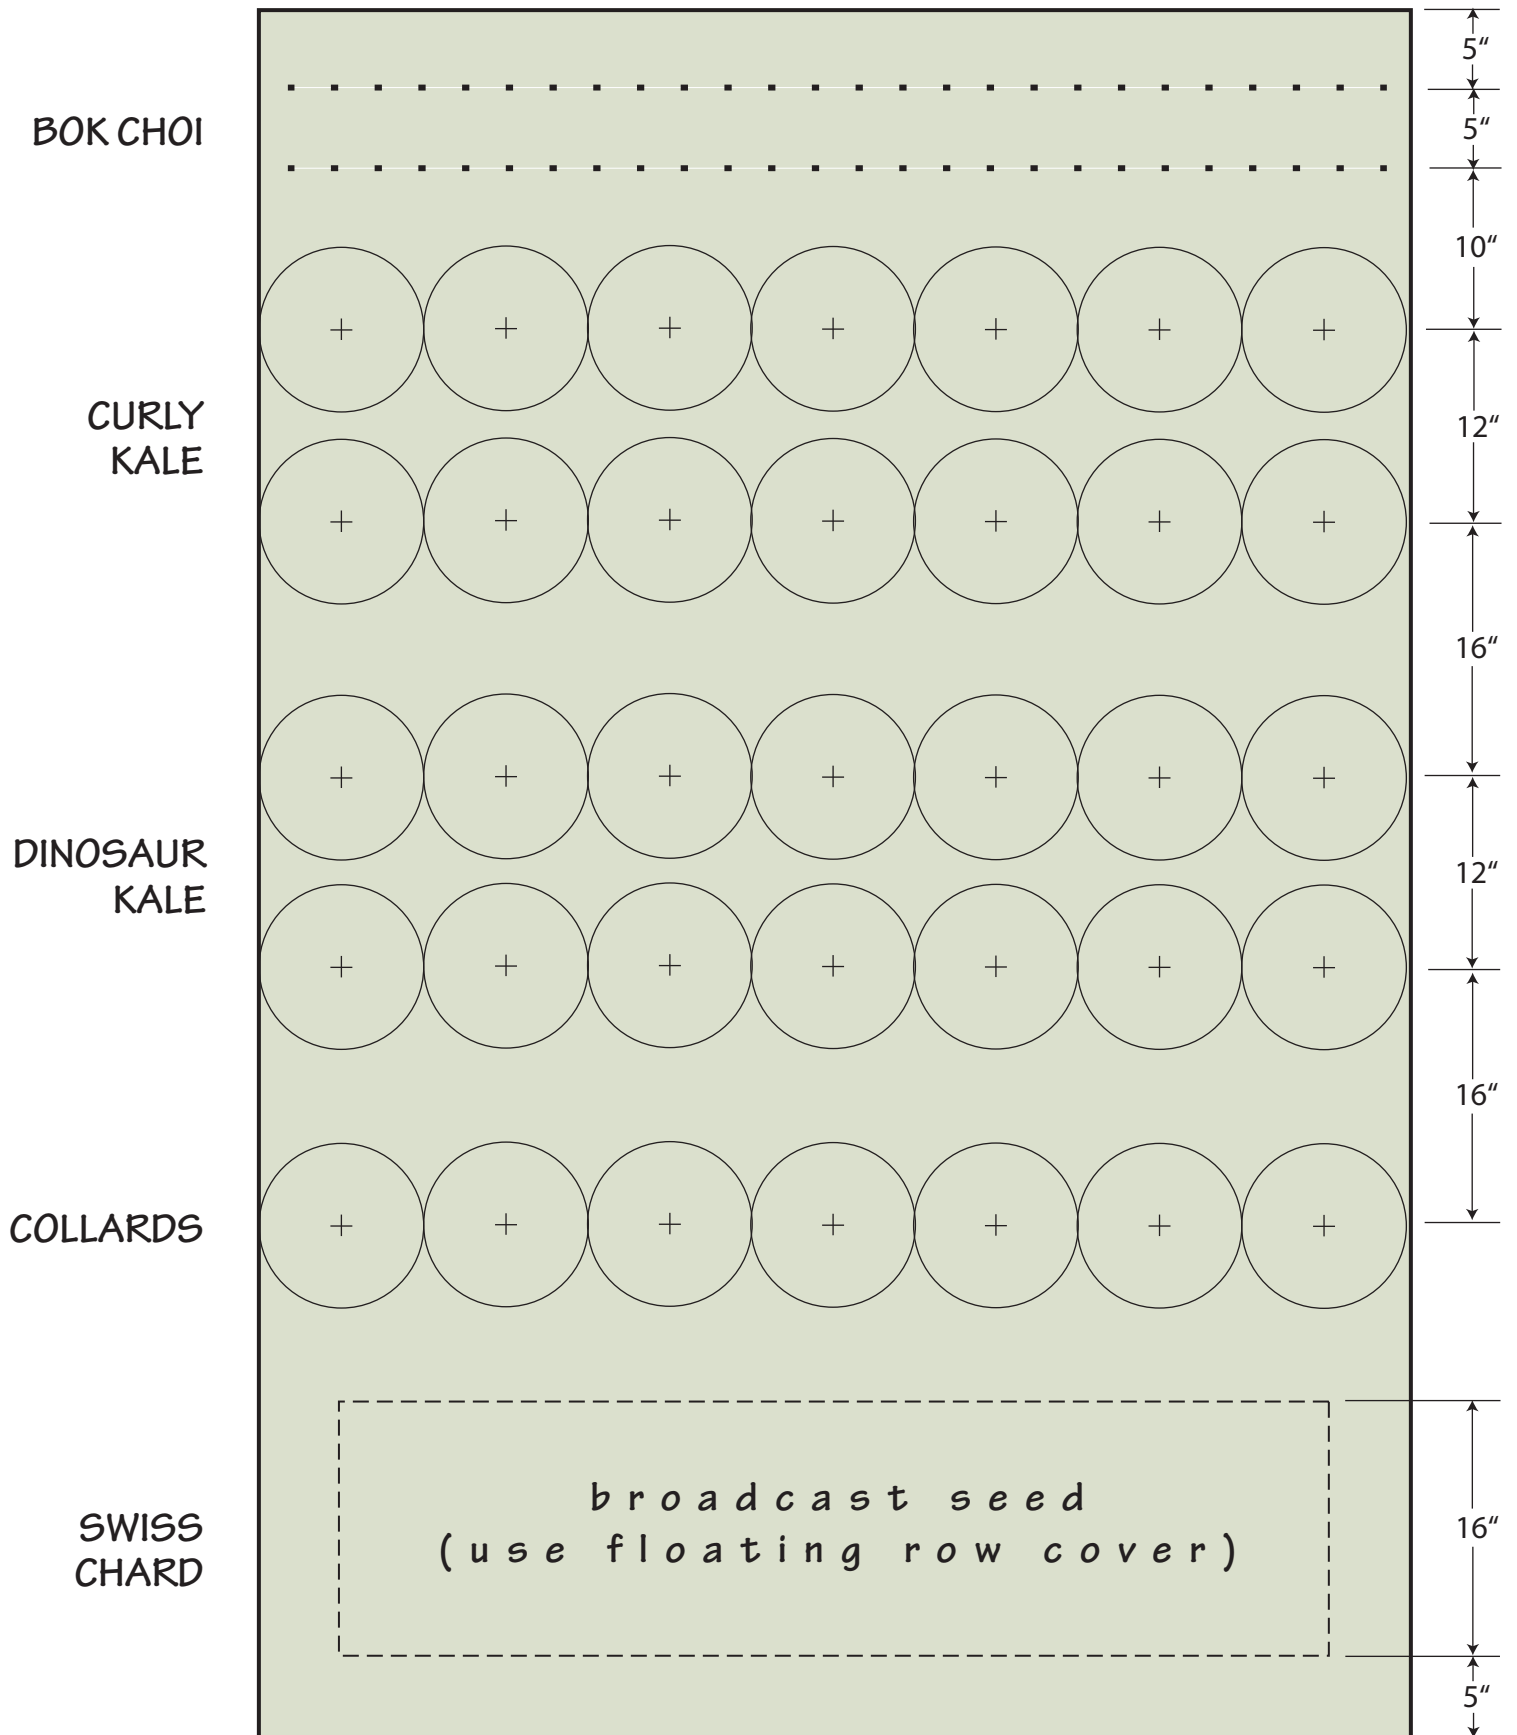 5“
BOK CHOI
5“
10“
CURLY
KALE
12“
16“
DINOSAUR
KALE
12“
16“
COLLARDS
broadcast seed
(use floating row cover)
SWISS
CHARD
16“
5“